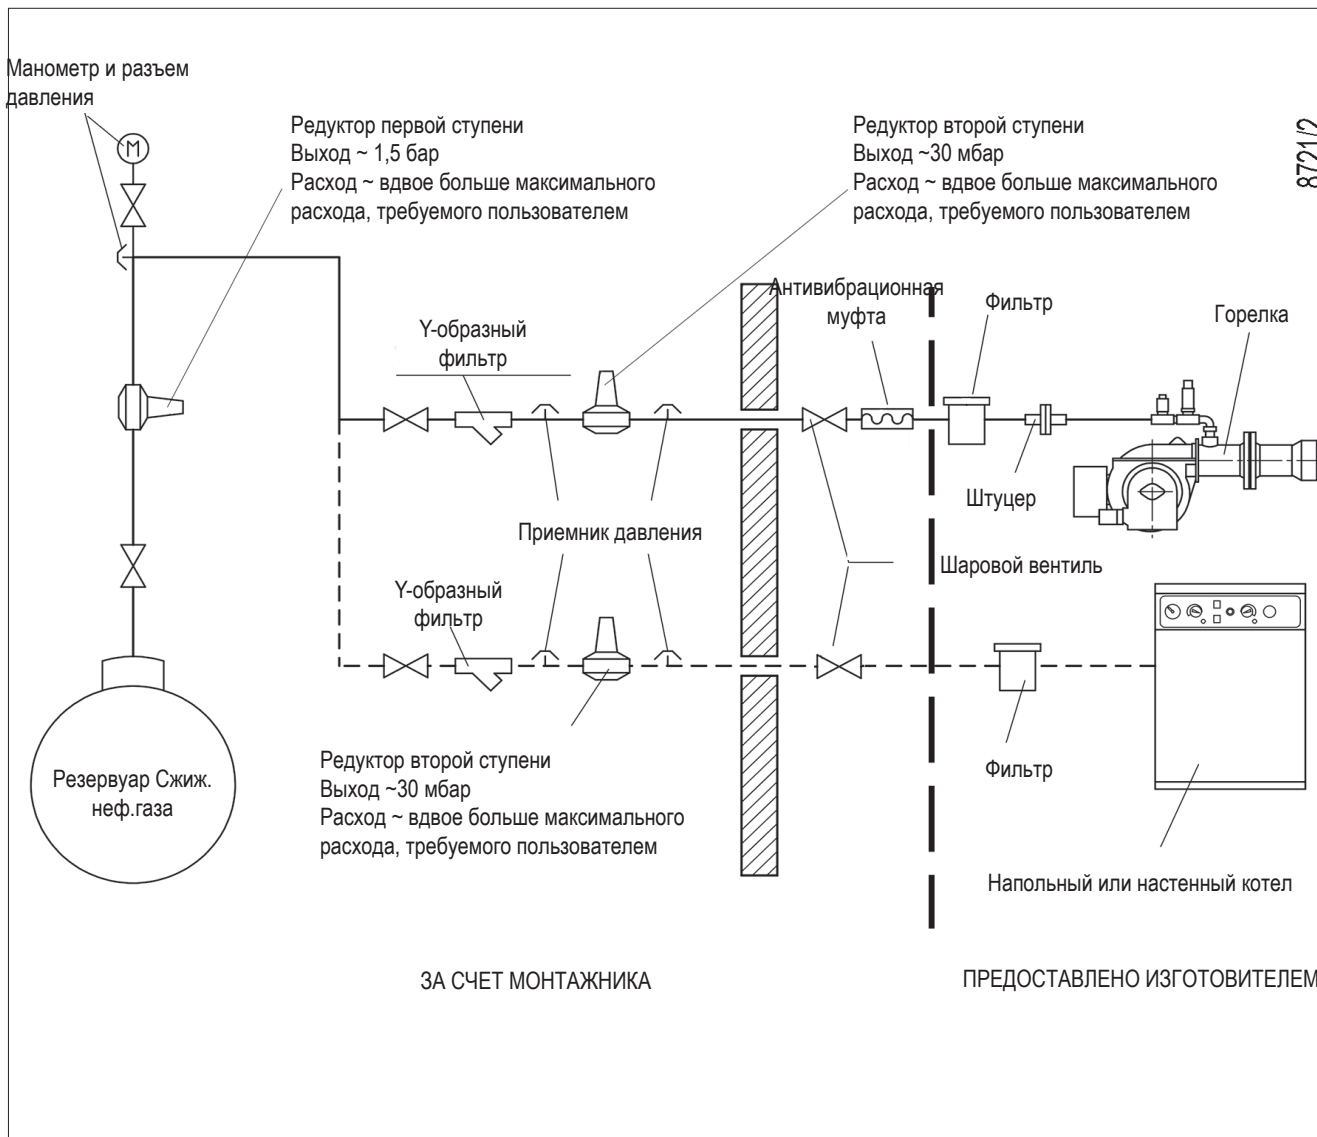 Манометр и разъем
давления
М
Редуктор первой ступени
Выход ~ 1,5 бар
Расход ~ вдвое больше максимального
расхода, требуемого пользователем
Редуктор второй ступени
Выход ~30 мбар
Расход ~ вдвое больше максимального
расхода, требуемого пользователем
8721/2
Антивибрационная
муфта
Фильтр
Горелка
Y-образный
фильтр
Штуцер
Приемник давления
Шаровой вентиль
Y-образный
фильтр
Резервуар Сжиж.
неф.газа
Редуктор второй ступени
Выход ~30 мбар
Расход ~ вдвое больше максимального
расхода, требуемого пользователем
Фильтр
Напольный или настенный котел
ЗА СЧЕТ МОНТАЖНИКА
ПРЕДОСТАВЛЕНО ИЗГОТОВИТЕЛЕМ